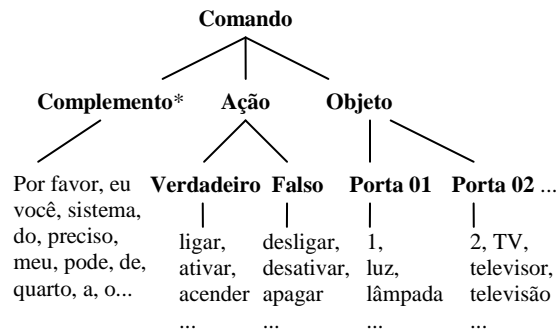 Comando
Complemento* Ação Objeto
Por favor, eu
você, sistema,
do, preciso,
meu, pode, de,
quarto, a, o...
Verdadeiro Falso Porta 01 Porta 02 ...
ligar,
ativar,
acender
...
desligar,
desativar,
apagar
...
1,
luz,
lâmpada
...
2, TV,
televisor,
televisão
...